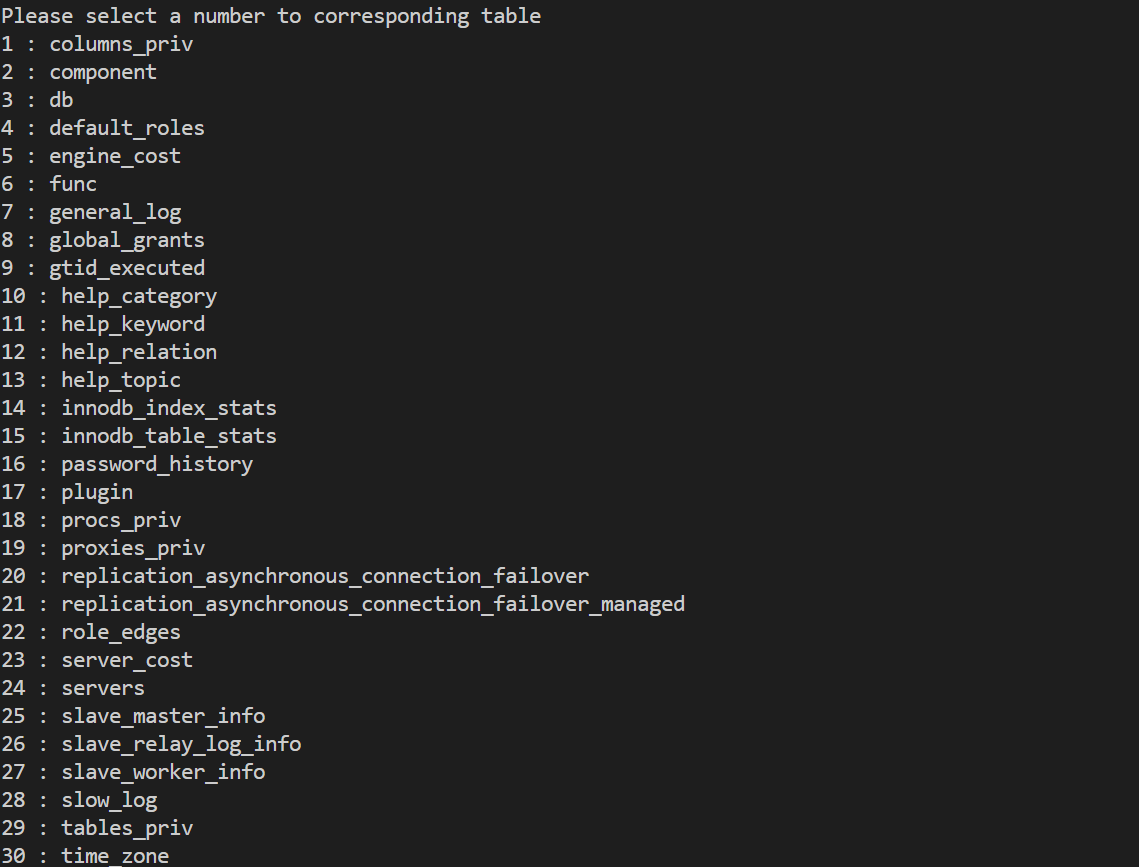 Please select a number to corresponding table
1 : columns_priv
2 : component
3 : db
4 : default_roles
5 : engine_cost
6 : func
7 : general_log
8 : global_grants
9 : gtid_executed
10 : help_category
11 : help_keyword
12 : help_relation
13 : help_topic
14 : innodb_index_stats
15 : innodb_table_stats
16 : password_history
17 : plugin
18 : procs_priv
19 : proxies_priv
20 : replication_asynchronous_connection_failover
21 : replication_asynchronous_connection_failover_managed
22 : role_edges
23 : server_cost
24 : servers
25 : slave_master_info
26 : slave_relay_log_info
27 : slave_worker_info
28 : slow_log
29 : tables_priv
30 : time_zone